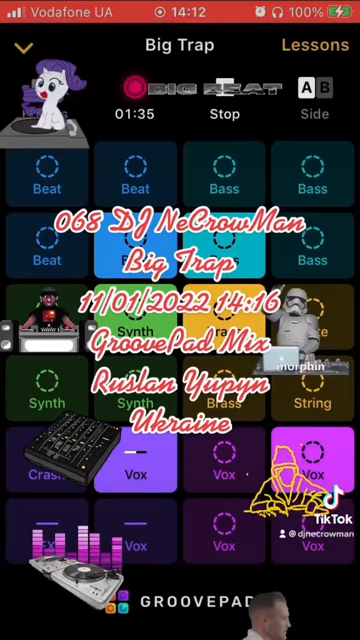 Vodafone UA
14:12
100%
Big Trap
Lessons
BIG BEAT
A B
01:35
Stop
Side
Beat
Beat
Bass
Bass
Beat
Bass
068 DJ NeCrowMan
Big Trap
11/01/2022 14:16
GroovePad Mix
Ruslan Yupyn
Ukraine
Synth
morphin
Synth
Synth
Brass
String
Vox
Vox
Vox
Vox
Vox
TikTok
@ djnecrowman
GROOVEPAD